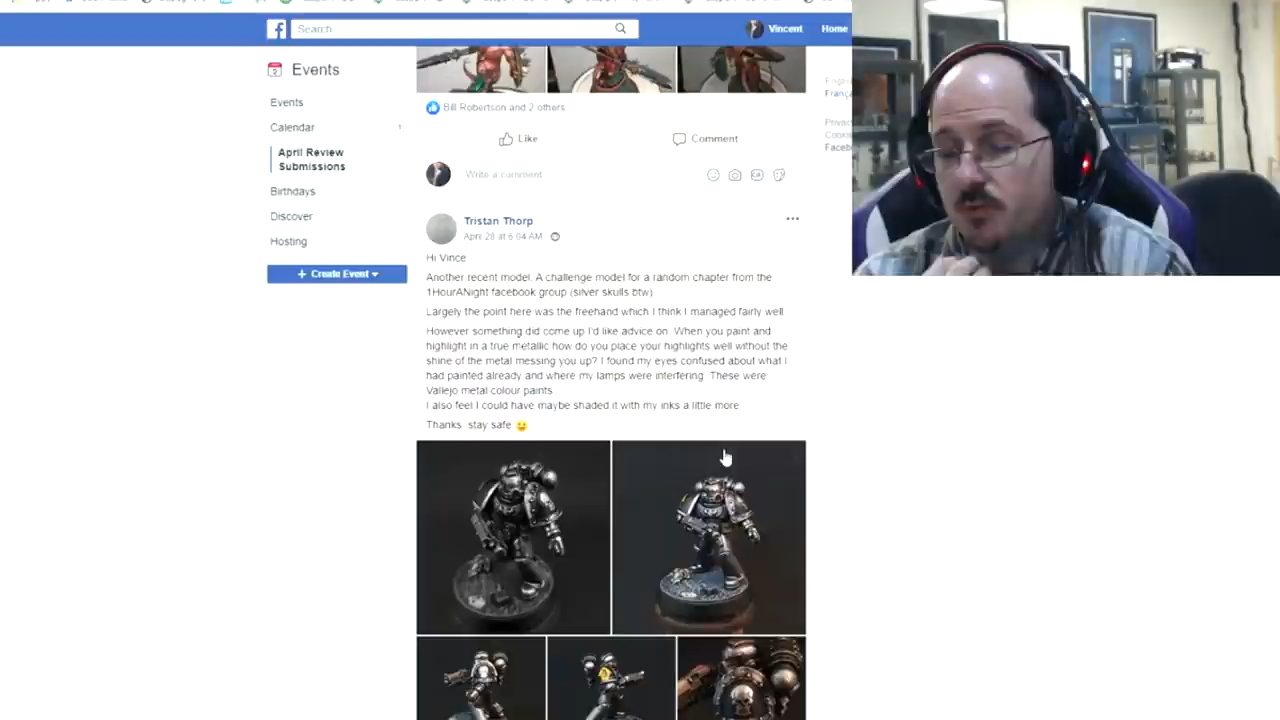 Search
Vincent
Home
Events
Events
Calendar
1
April Review
Submissions
Birthdays
Discover
Hosting
+ Create Event
Bill Robertson and 2 others
Like
Comment
Write a comment
Tristan Thorp
April 28 at 6:04 AM
Hi Vince
Another recent model. A challenge model for a random chapter from the
1HourANight facebook group (silver skulls btw)
Largely the point here was the freehand which I think I managed fairly well
However something did come up I'd like advice on. When you paint and
highlight in a true metallic how do you place your highlights well without the
shine of the metal messing you up? I found my eyes confused about what I
had painted already and where my lamps were interfering. These were
Vallejo metal colour paints
I also feel I could have maybe shaded it with my inks a little more
Thanks stay safe
França
Privac
Cooki
Faceb